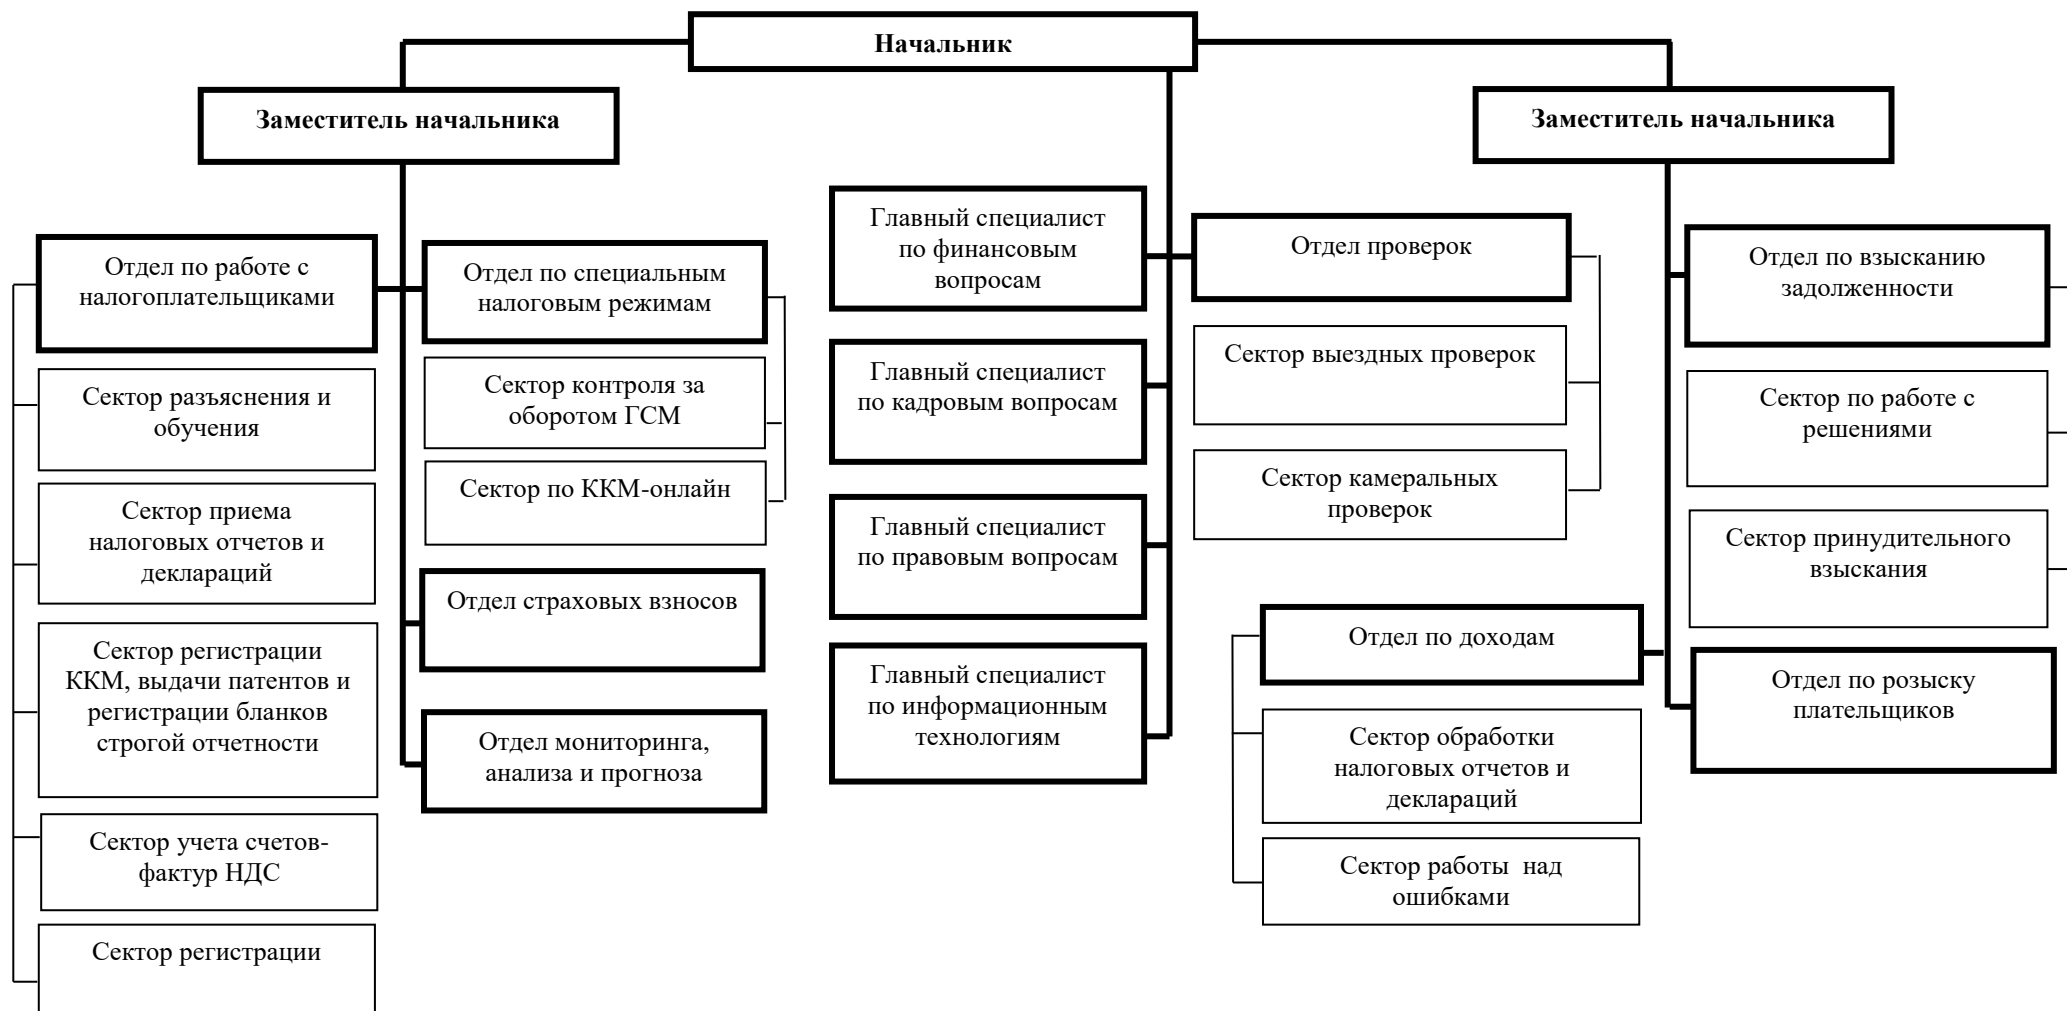 Начальник
Заместитель начальника
Заместитель начальника
Отдел по работе с
налогоплательщиками
Сектор разъяснения и
обучения
Сектор приема
налоговых отчетов и
деклараций
Сектор регистрации
ККМ, выдачи патентов и
регистрации бланков
строгой отчетности
Сектор учета счетов-
фактур НДС
Сектор регистрации
Отдел по специальным
налоговым режимам
Сектор контроля за
оборотом ГСМ
Сектор по ККМ-онлайн
Отдел страховых взносов
Отдел мониторинга,
анализа и прогноза
Главный специалист
по финансовым
вопросам
Главный специалист
по кадровым вопросам
Главный специалист
по правовым вопросам
Главный специалист
по информационным
технологиям
Отдел проверок
Сектор выездных проверок
Сектор камеральных
проверок
Отдел по доходам
Сектор обработки
налоговых отчетов и
деклараций
Сектор работы  над
ошибками
Отдел по взысканию
задолженности
Сектор по работе с
решениями
Сектор принудительного
взыскания
Отдел по розыску
плательщиков